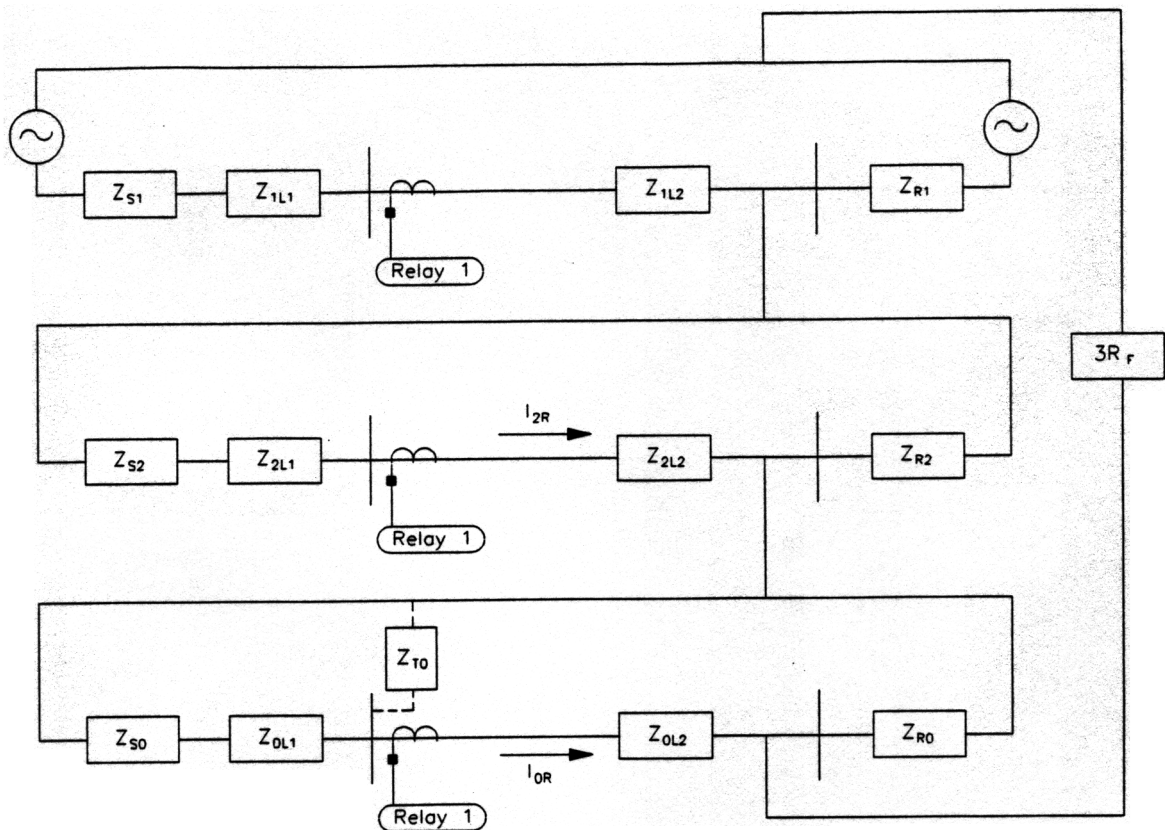 Z_S1 Z_1L1 Z_1L2 Z_R1
Relay 1
3R_F
I_2R
Z_S2 Z_2L1 Z_2L2 Z_R2
Relay 1
Z_T0
Z_S0 Z_0L1 Z_0L2 Z_R0
I_0R
Relay 1